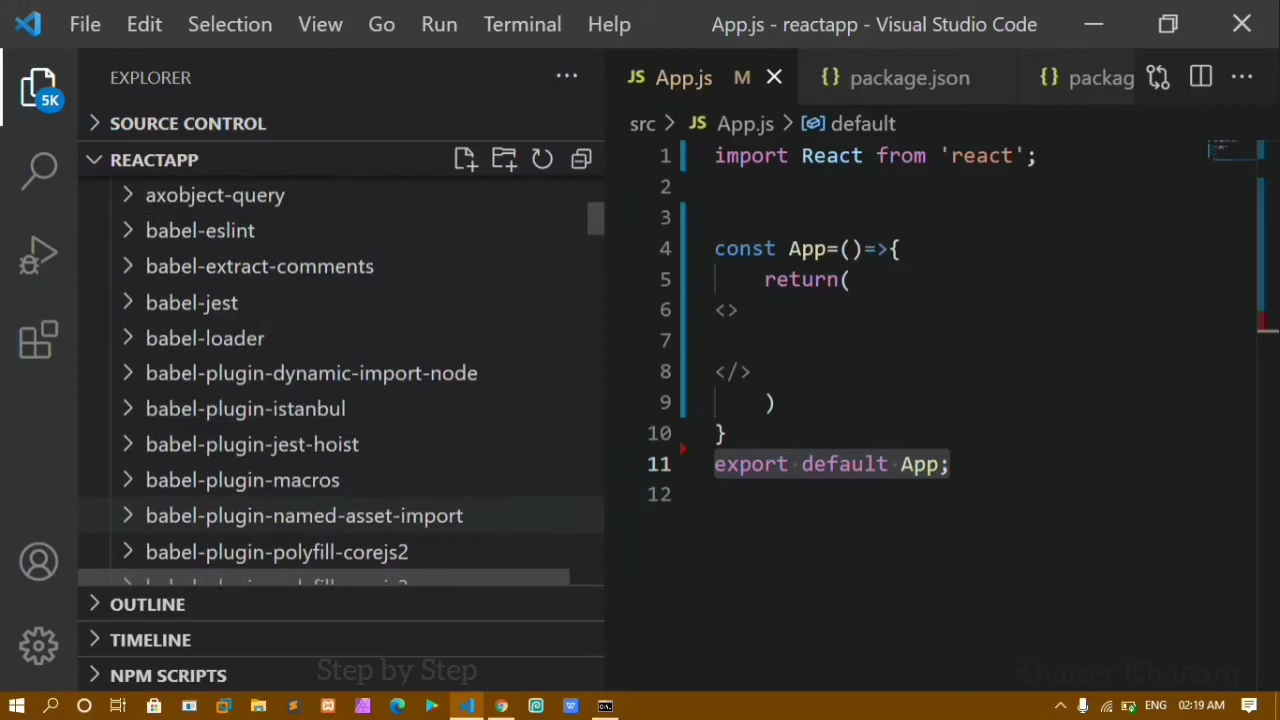 File Edit Selection View Go Run Terminal Help App.js - reactapp - Visual Studio Code
5K
EXPLORER
SOURCE CONTROL
REACTAPP
axobject-query
babel-eslint
babel-extract-comments
babel-jest
babel-loader
babel-plugin-dynamic-import-node
babel-plugin-istanbul
babel-plugin-jest-hoist
babel-plugin-macros
babel-plugin-named-asset-import
babel-plugin-polyfill-corejs2
OUTLINE
TIMELINE
NPM SCRIPTS
JS App.js M {} package.json {} packag
src > JS App.js > default
1 import React from 'react';
2
3
4 const App=()=>{
5 return(
6 <>
7
8 </>
9 )
10 }
11 export default App;
12
Step by Step
Khaiser Khanam
ENG 02:19 AM